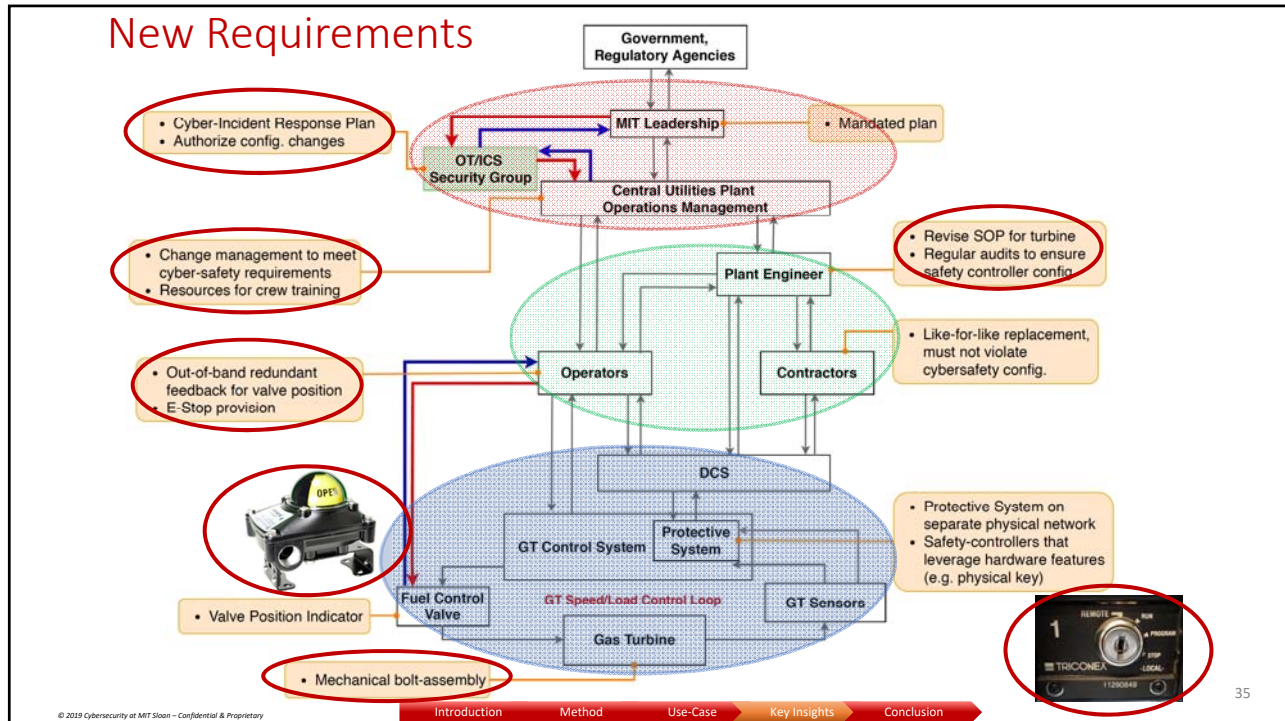 New Requirements
Government,
Regulatory Agencies
• Cyber-Incident Response Plan
• Authorize config. changes
MIT Leadership
• Mandated plan
OT/ICS
Security Group
Central Utilities Plant
Operations Management
• Change management to meet
cyber-safety requirements
• Resources for crew training
Plant Engineer
• Revise SOP for turbine
• Regular audits to ensure
safety controller config.
• Out-of-band redundant
feedback for valve position
• E-Stop provision
Operators
Contractors
• Like-for-like replacement,
must not violate
cybersafety config.
DCS
OPE
GT Control System
Protective
System
• Protective System on
separate physical network
• Safety-controllers that
leverage hardware features
(e.g. physical key)
Fuel Control
Valve
GT Speed/Load Control Loop
GT Sensors
• Valve Position Indicator
Gas Turbine
• Mechanical bolt-assembly
1
REMOTE
RUN
PROGRAM
STOP
-LOCAL-
TRICONEX
11290849
35
© 2019 Cybersecurity at MIT Sloan – Confidential & Proprietary
Introduction
Method
Use-Case
Key Insights
Conclusion